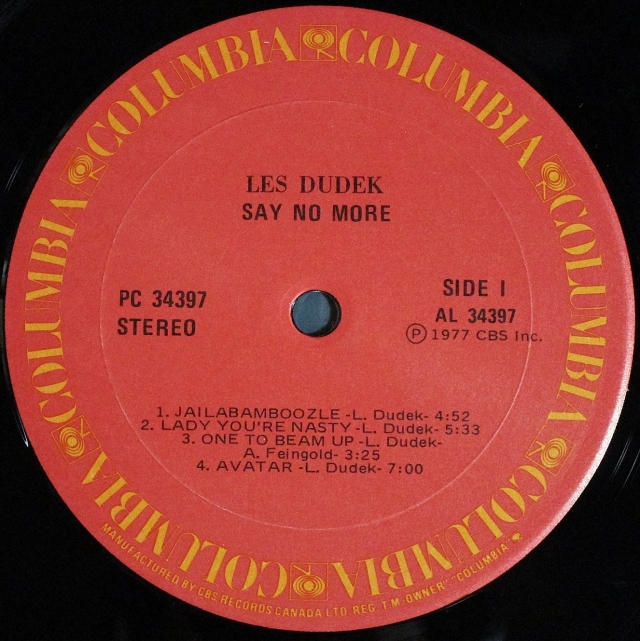 COLUMBIA COLUMBIA COLUMBIA COLUMBIA COLUMBIA COLUMBIA COLUMBIA COLUMBIA
LES DUDEK
SAY NO MORE
PC 34397
STEREO
SIDE I
AL 34397
Ⓟ 1977 CBS Inc.
1. JAILABAMBOOZLE -L. Dudek- 4:52
2. LADY YOU'RE NASTY -L. Dudek- 5:33
3. ONE TO BEAM UP -L. Dudek-
A. Feingold- 3:25
4. AVATAR -L. Dudek- 7:00
MANUFACTURED BY CBS RECORDS CANADA LTD. REG. T.M. OWNER "COLUMBIA"